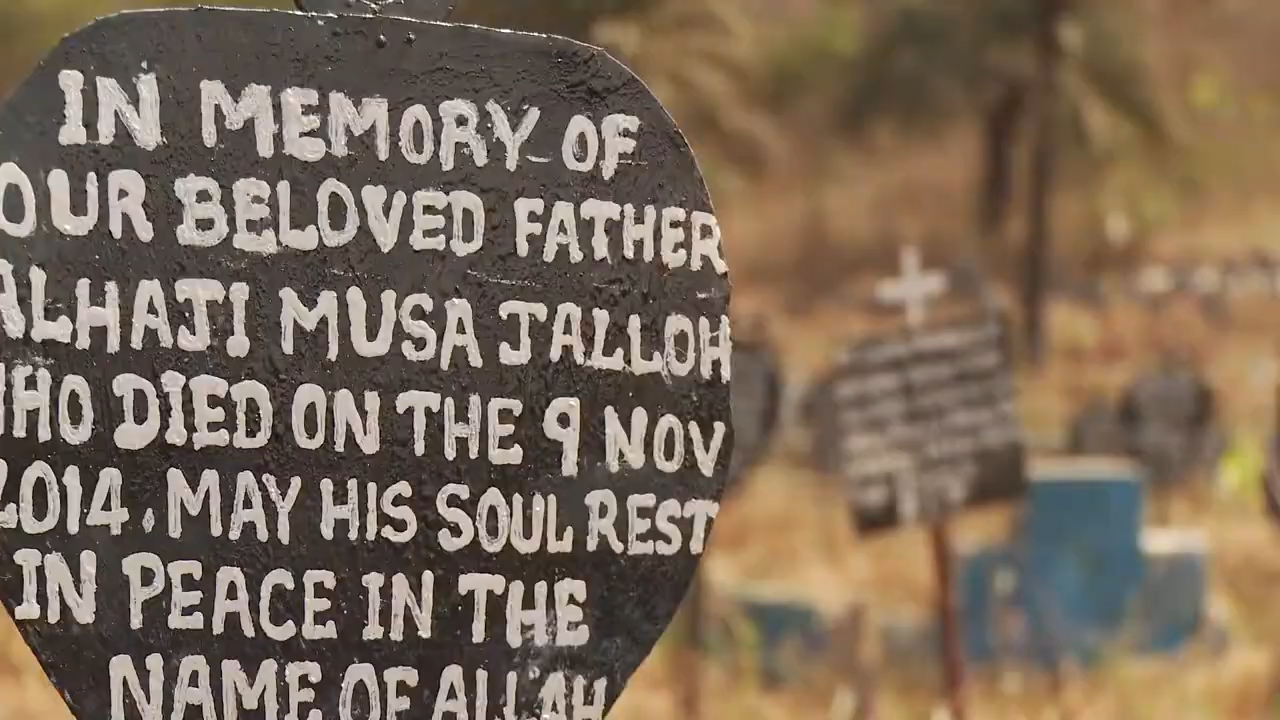 IN MEMORY OF
OUR BELOVED FATHER
ALHAJI MUSA JALLOH
WHO DIED ON THE 9 NOV
2014. MAY HIS SOUL REST
IN PEACE IN THE
NAME OF ALLAH